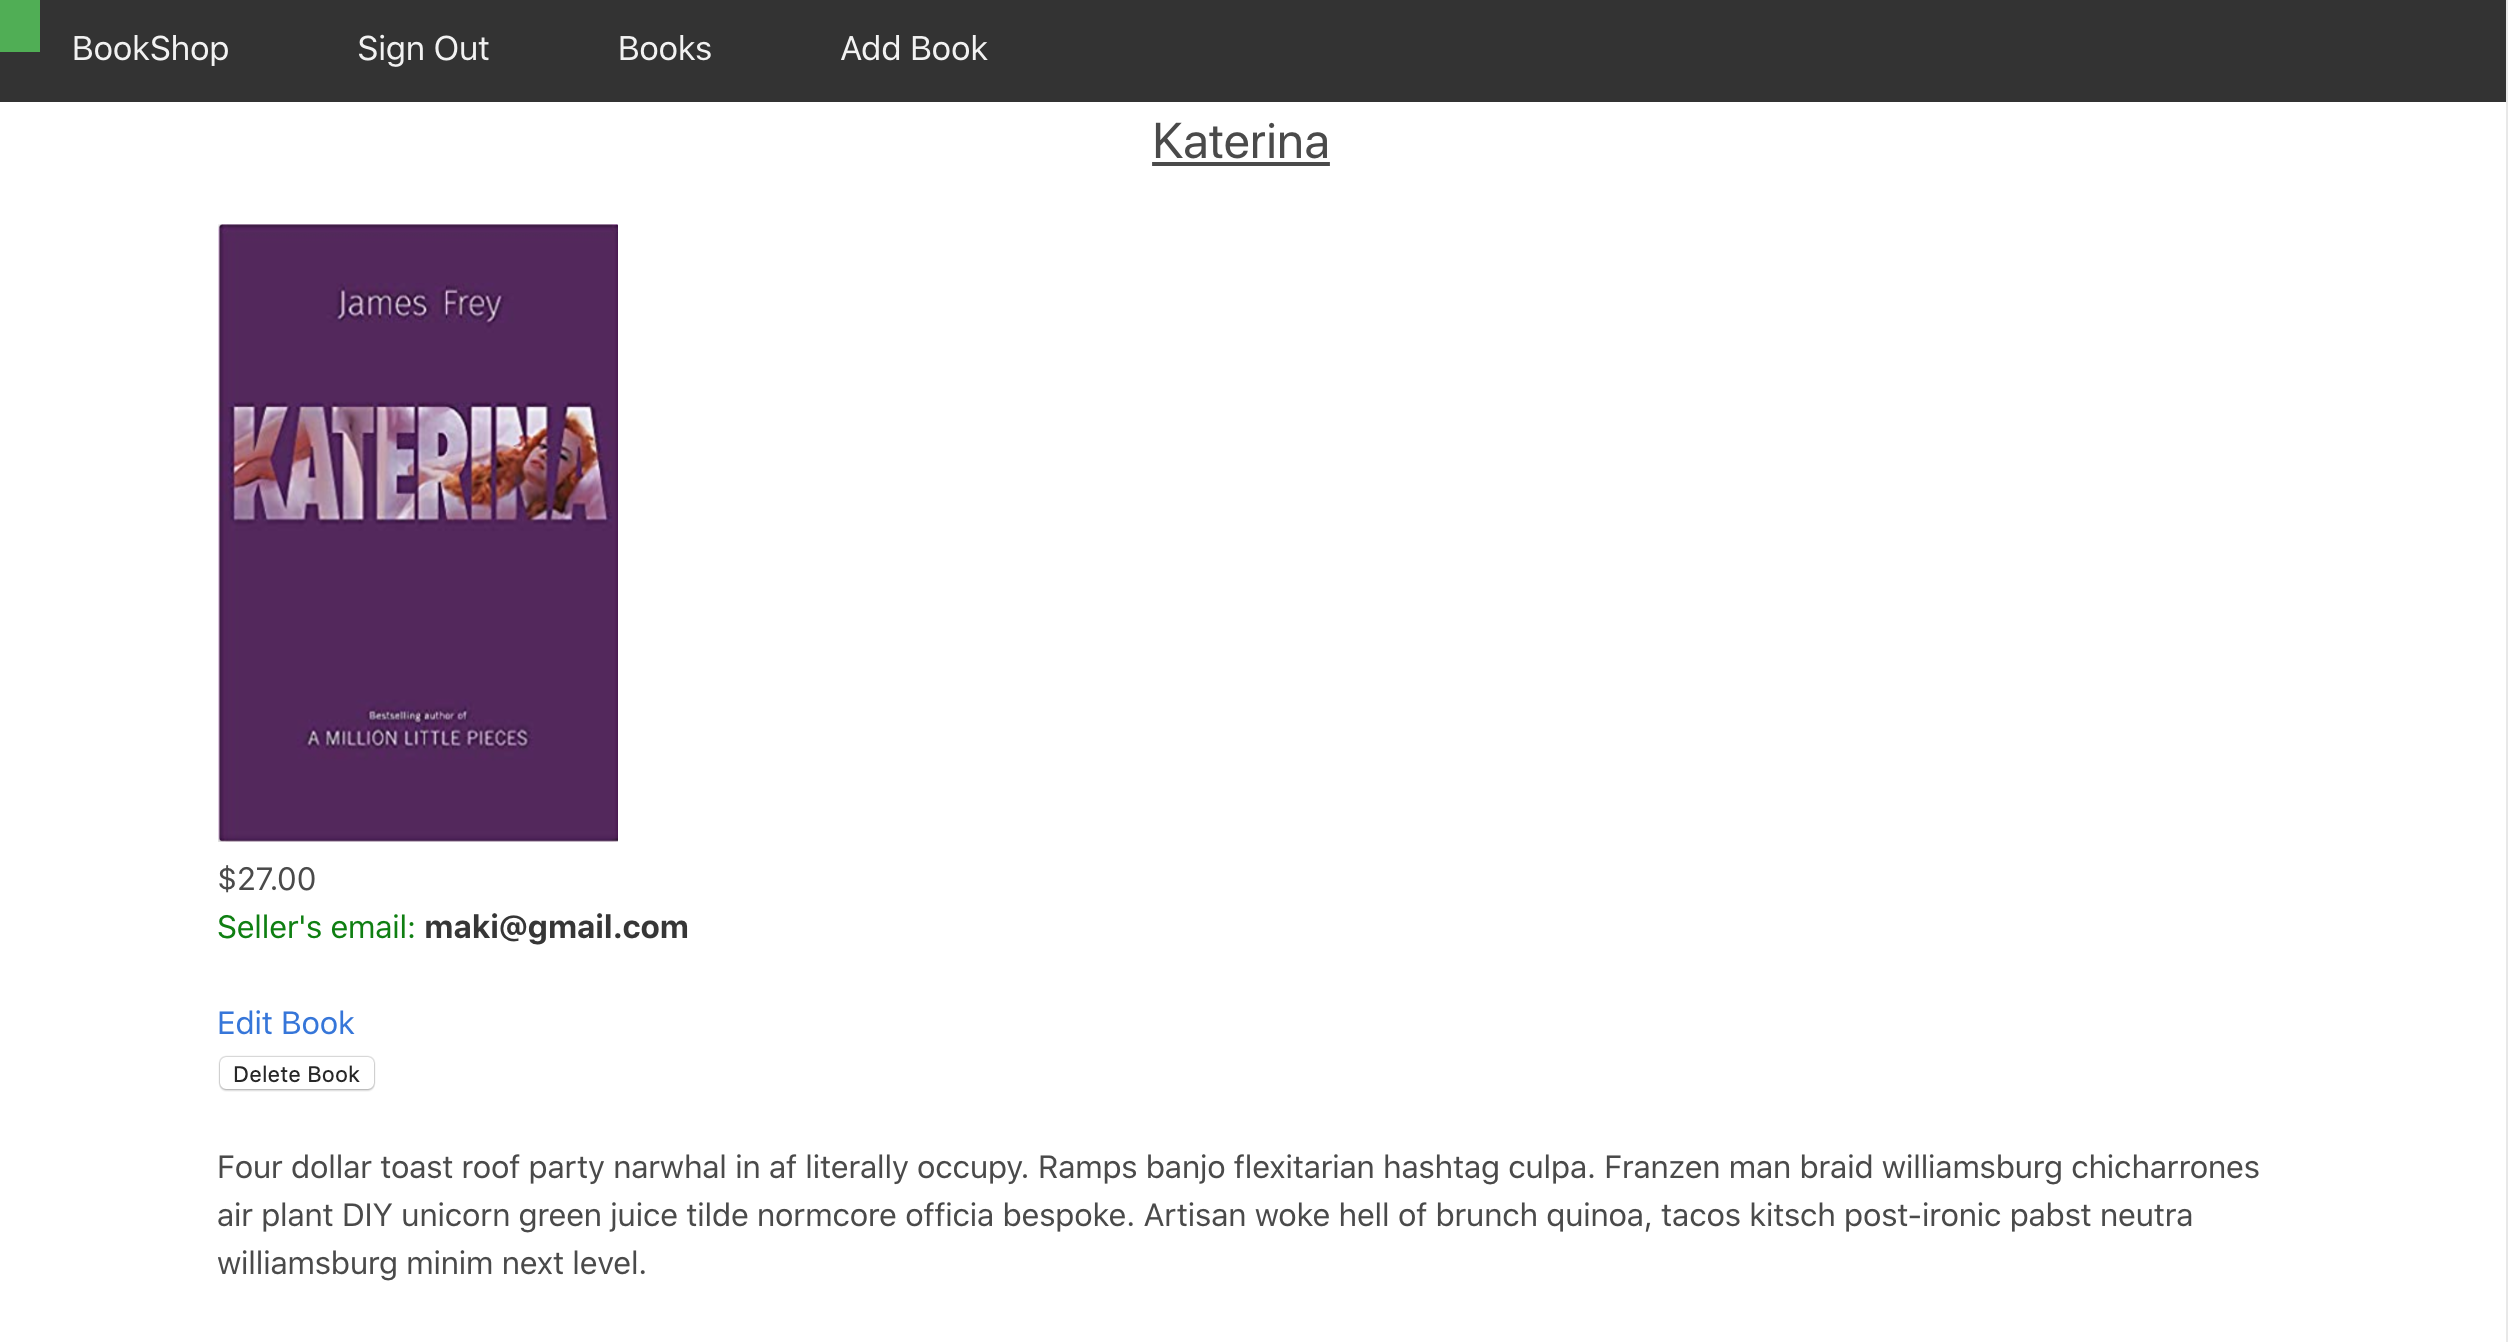 BookShop Sign Out Books Add Book
Katerina
James Frey
KATERINA
Bestselling author of
A MILLION LITTLE PIECES
$27.00
Seller's email: maki@gmail.com
Edit Book
Delete Book
Four dollar toast roof party narwhal in af literally occupy. Ramps banjo flexitarian hashtag culpa. Franzen man braid williamsburg chicharrones
air plant DIY unicorn green juice tilde normcore officia bespoke. Artisan woke hell of brunch quinoa, tacos kitsch post-ironic pabst neutra
williamsburg minim next level.